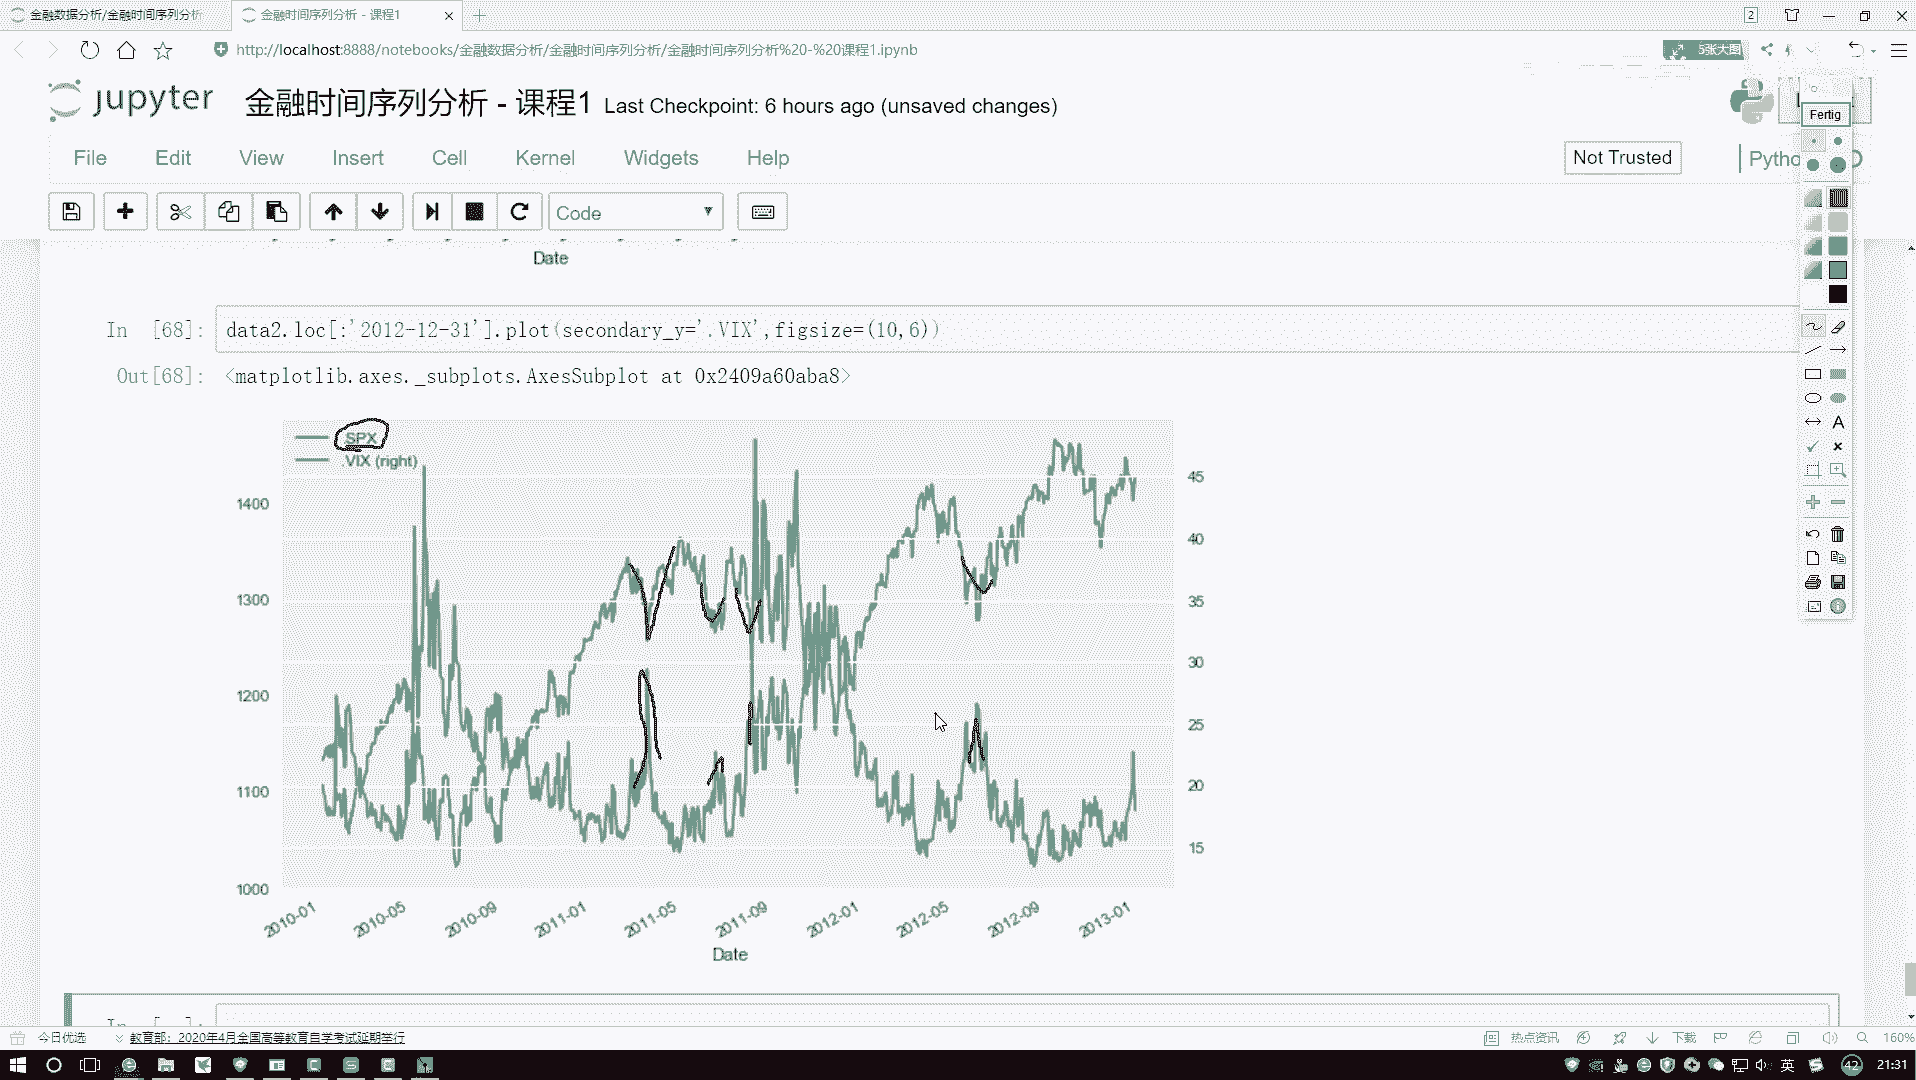 金融数据分析/金融时间序列分析
金融时间序列分析 - 课程1
2
http://localhost:8888/notebooks/金融数据分析/金融时间序列分析/金融时间序列分析%20-%20课程1.ipynb
5张大图
jupyter 金融时间序列分析 - 课程1 Last Checkpoint: 6 hours ago (unsaved changes)
Fertig
File Edit View Insert Cell Kernel Widgets Help
Not Trusted
Code
Date
In [68]: data2.loc[:'2012-12-31'].plot(secondary_y='.VIX',figsize=(10,6))
Out[68]: <matplotlib.axes._subplots.AxesSubplot at 0x2409a60aba8>
SPX
.VIX (right)
1400
1300
1200
1100
1000
45
40
35
30
25
20
15
2010-01 2010-05 2010-09 2011-01 2011-05 2011-09 2012-01 2012-05 2012-09 2013-01
Date
A
今日优选
教育部：2020年4月全国高等教育自学考试延期举行
热点资讯
下载
160%
英
42
21:31